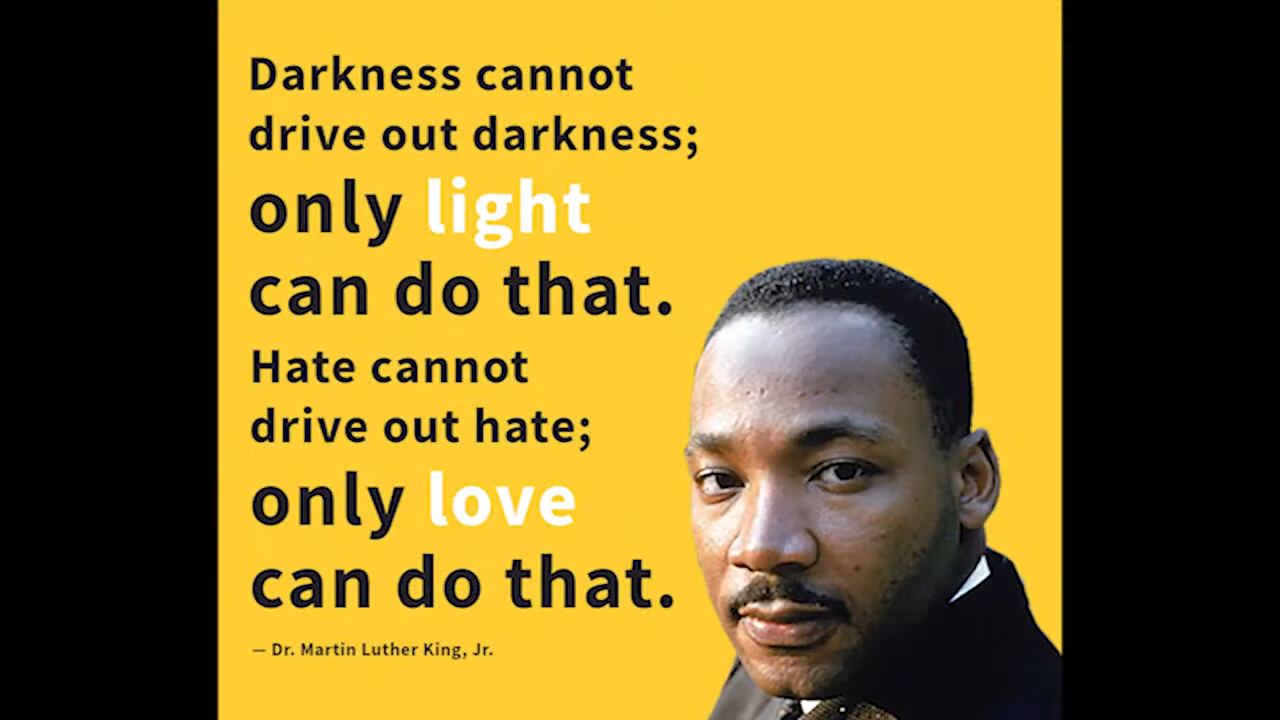 Darkness cannot
drive out darkness;
only light
can do that.
Hate cannot
drive out hate;
only love
can do that.
— Dr. Martin Luther King, Jr.